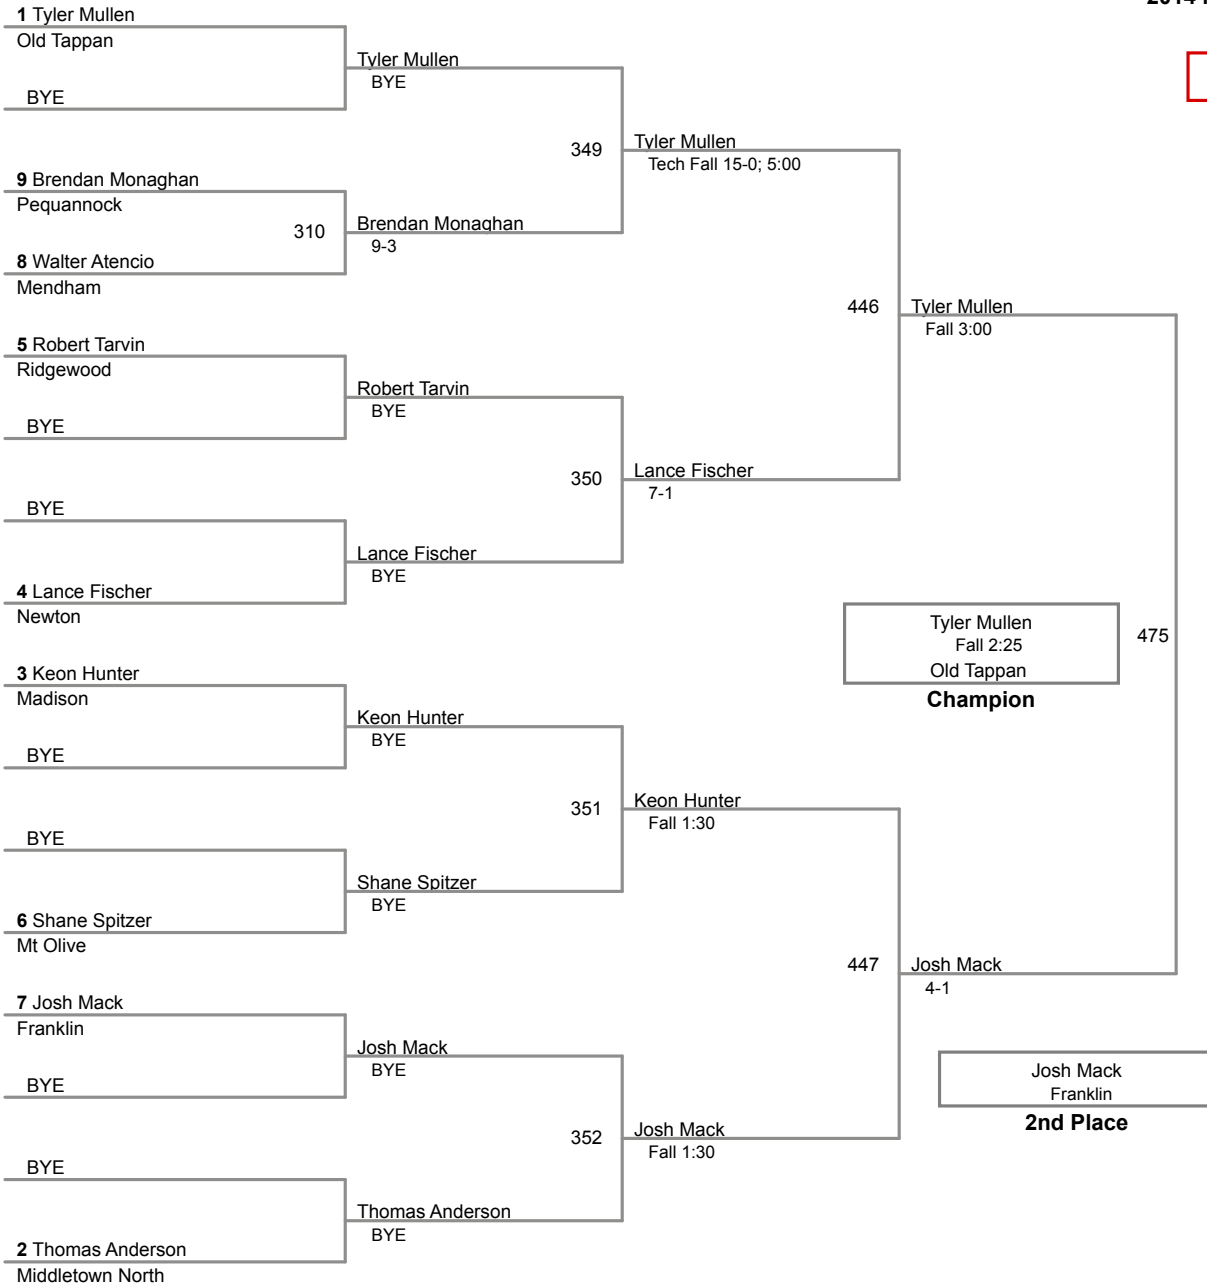 1 Tyler Mullen
Old Tappan
BYE
9 Brendan Monaghan
Pequannock
310
8 Walter Atencio
Mendham
5 Robert Tarvin
Ridgewood
BYE
BYE
4 Lance Fischer
Newton
3 Keon Hunter
Madison
BYE
BYE
6 Shane Spitzer
Mt Olive
7 Josh Mack
Franklin
BYE
BYE
2 Thomas Anderson
Middletown North
Tyler Mullen
BYE
349
Brendan Monaghan
9-3
Robert Tarvin
BYE
350
Lance Fischer
BYE
Keon Hunter
BYE
351
Shane Spitzer
BYE
Josh Mack
BYE
352
Thomas Anderson
BYE
Tyler Mullen
Tech Fall 15-0; 5:00
446
Lance Fischer
7-1
Keon Hunter
Fall 1:30
447
Josh Mack
Fall 1:30
Tyler Mullen
Fall 3:00
475
Josh Mack
4-1
Tyler Mullen
Fall 2:25
Old Tappan
Champion
Josh Mack
Franklin
2nd Place